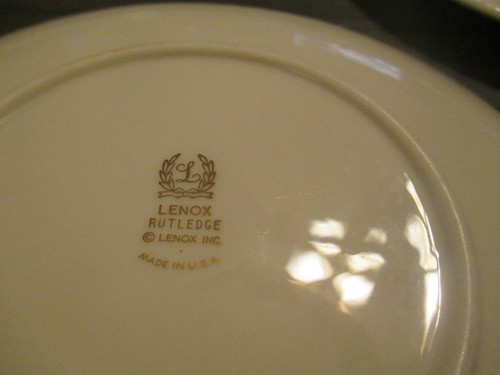 L
LENOX
RUTLEDGE
© LENOX INC.
MADE IN U.S.A.